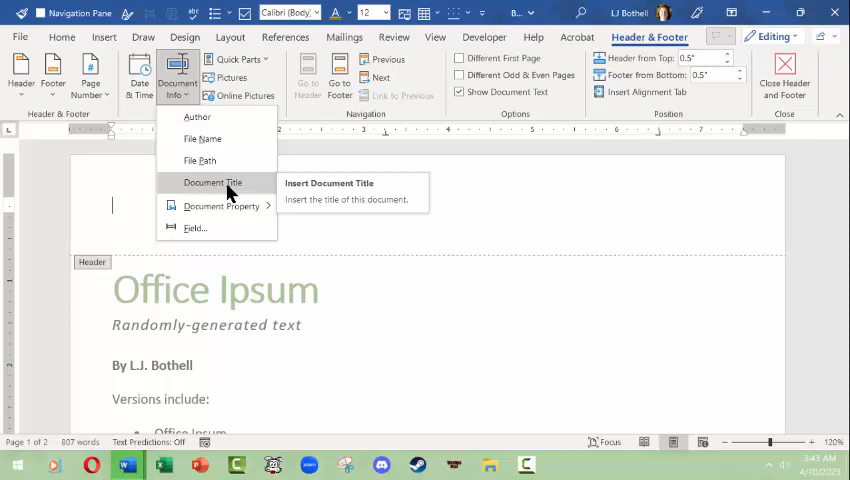 Navigation Pane
Calibri (Body)
12
B...
LJ Bothell
File
Home
Insert
Draw
Design
Layout
References
Mailings
Review
View
Developer
Help
Acrobat
Header & Footer
Editing
Header
Footer
Page Number
Header & Footer
Date & Time
Document Info
Quick Parts
Pictures
Online Pictures
Go to Header
Go to Footer
Previous
Next
Link to Previous
Navigation
Different First Page
Different Odd & Even Pages
Show Document Text
Options
Header from Top: 0.5"
Footer from Bottom: 0.5"
Insert Alignment Tab
Position
Close Header and Footer
Close
Author
File Name
File Path
Document Title
Document Property
Field...
Insert Document Title
Insert the title of this document.
Header
Office Ipsum
Randomly-generated text
By L.J. Bothell
Versions include:
Office Ipsum
Page 1 of 2
807 words
Text Predictions: Off
Focus
120%
3:43 AM
4/10/2023